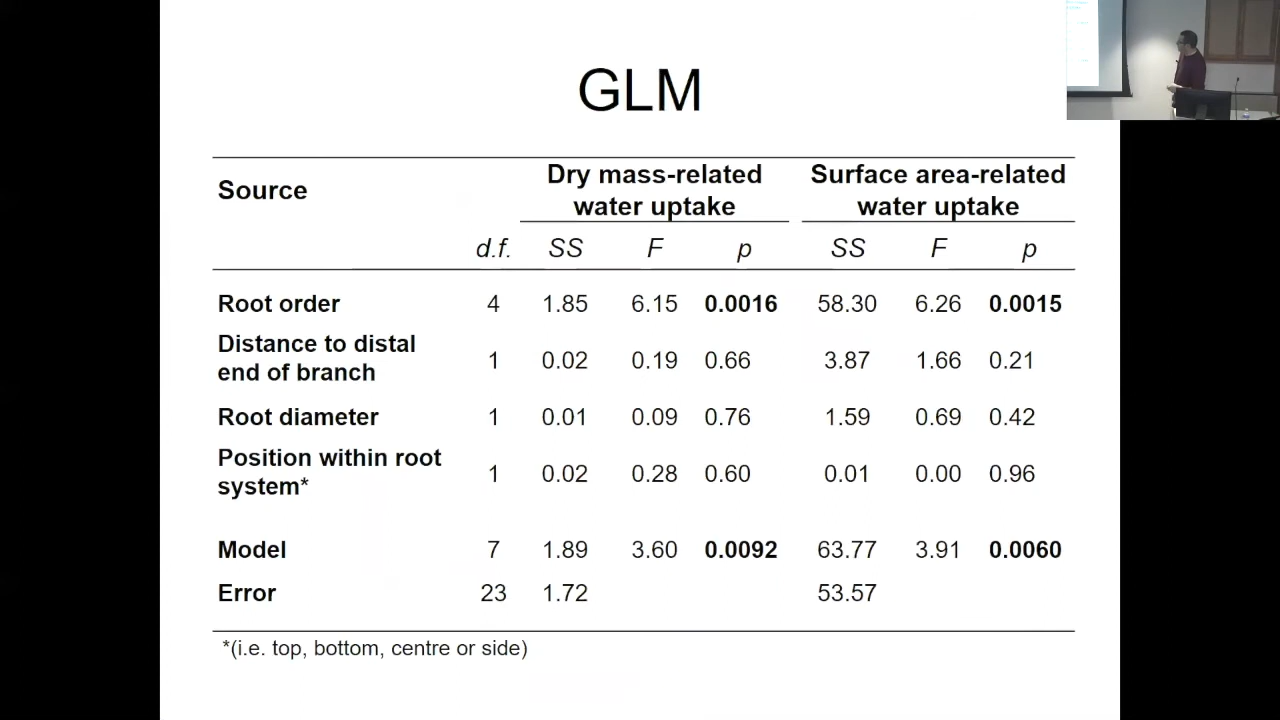 GLM
Source Dry mass-related water uptake Surface area-related water uptake
d.f. SS F p SS F p
Root order 4 1.85 6.15 0.0016 58.30 6.26 0.0015
Distance to distal end of branch 1 0.02 0.19 0.66 3.87 1.66 0.21
Root diameter 1 0.01 0.09 0.76 1.59 0.69 0.42
Position within root system* 1 0.02 0.28 0.60 0.01 0.00 0.96
Model 7 1.89 3.60 0.0092 63.77 3.91 0.0060
Error 23 1.72 53.57
*(i.e. top, bottom, centre or side)